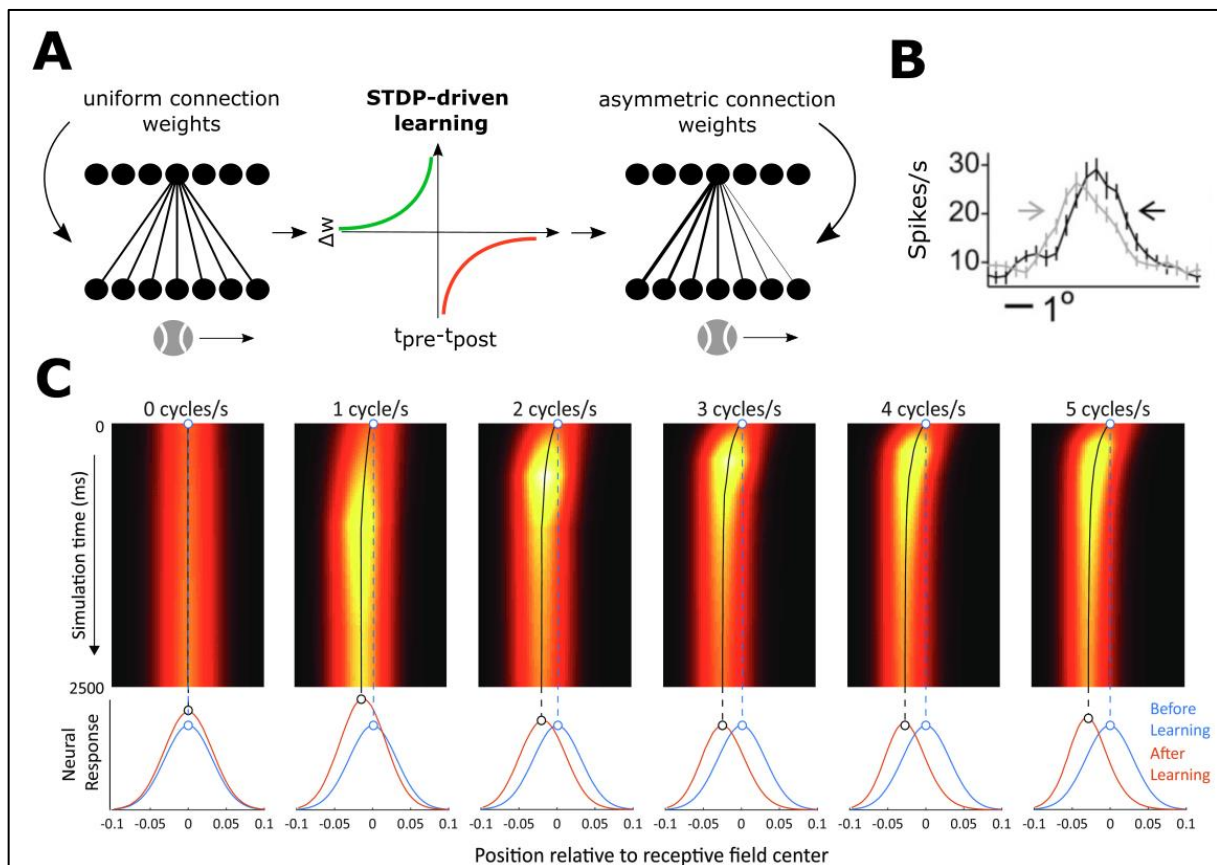 A
uniform connection
weights
STDP-driven
learning
asymmetric connection
weights
Δw
tpre-tpost
B
Spikes/s
30
20
10
1°
C
0 cycles/s
1 cycle/s
2 cycles/s
3 cycles/s
4 cycles/s
5 cycles/s
0
Simulation time (ms)
2500
Neural
Response
Before
Learning
After
Learning
-0.1 -0.05 0 0.05 0.1
-0.1 -0.05 0 0.05 0.1
-0.1 -0.05 0 0.05 0.1
-0.1 -0.05 0 0.05 0.1
-0.1 -0.05 0 0.05 0.1
-0.1 -0.05 0 0.05 0.1
Position relative to receptive field center